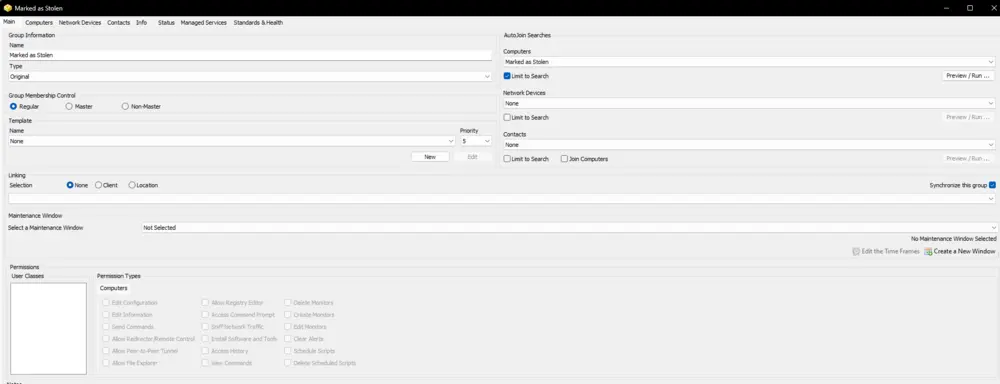 Marked as Stolen
Main Computers Network Devices Contacts Info Status Managed Services Standards & Health
Group Information
Name
Marked as Stolen
Type
Original
Group Membership Control
Regular Master Non-Master
Template
Name Priority
None 5
New Edit
AutoJoin Searches
Computers
Marked as Stolen
Limit to Search Preview / Run ...
Network Devices
None
Limit to Search Preview / Run ...
Contacts
None
Limit to Search Join Computers Preview / Run ...
Linking
Selection None Client Location Synchronize this group
Maintenance Window
Select a Maintenance Window Not Selected
No Maintenance Window Selected
Edit the Time Frames Create a New Window
Permissions
User Classes Permission Types
Computers
Edit Configuration Allow Registry Editor Delete Monitors
Edit Information Access Command Prompt Create Monitors
Send Commands Sniff Network Traffic Edit Monitors
Allow Redirector/Remote Control Install Software and Tools Clear Alerts
Allow Peer-to-Peer Tunnel Access History Schedule Scripts
Allow File Explorer View Commands Delete Scheduled Scripts